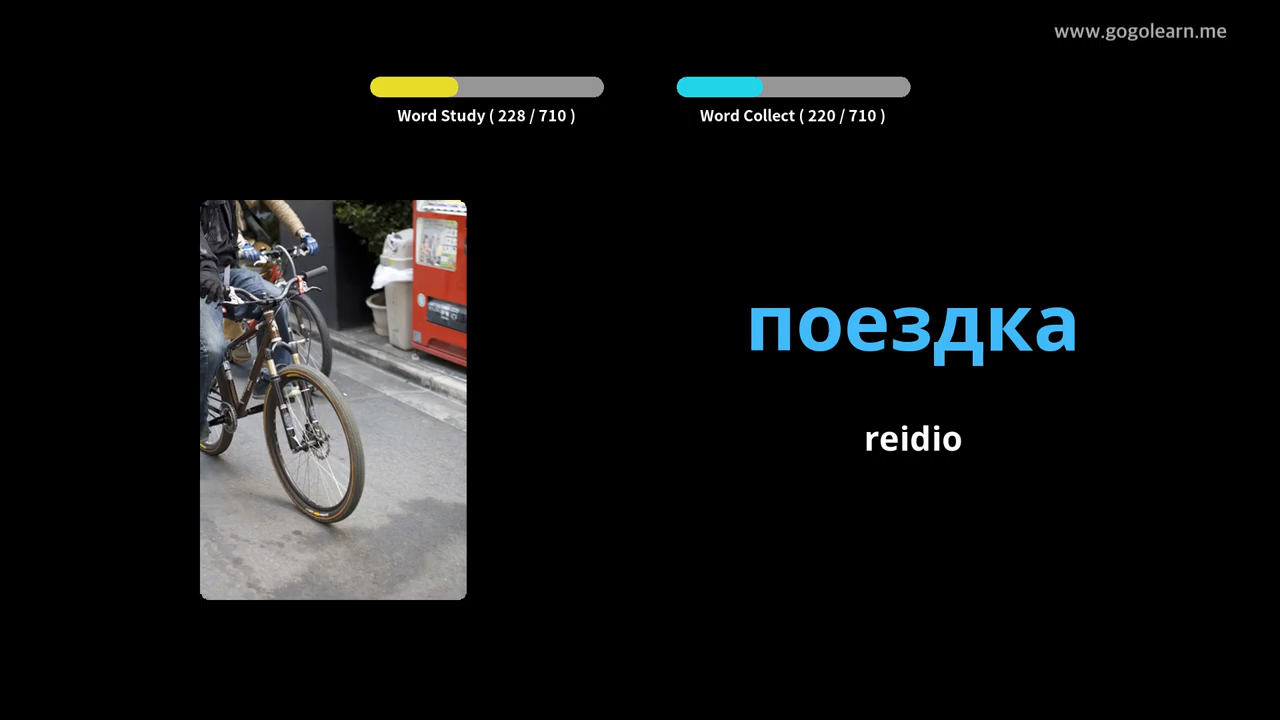 www.gogolearn.me
Word Study ( 228 / 710 )
Word Collect ( 220 / 710 )
поездка
reidio